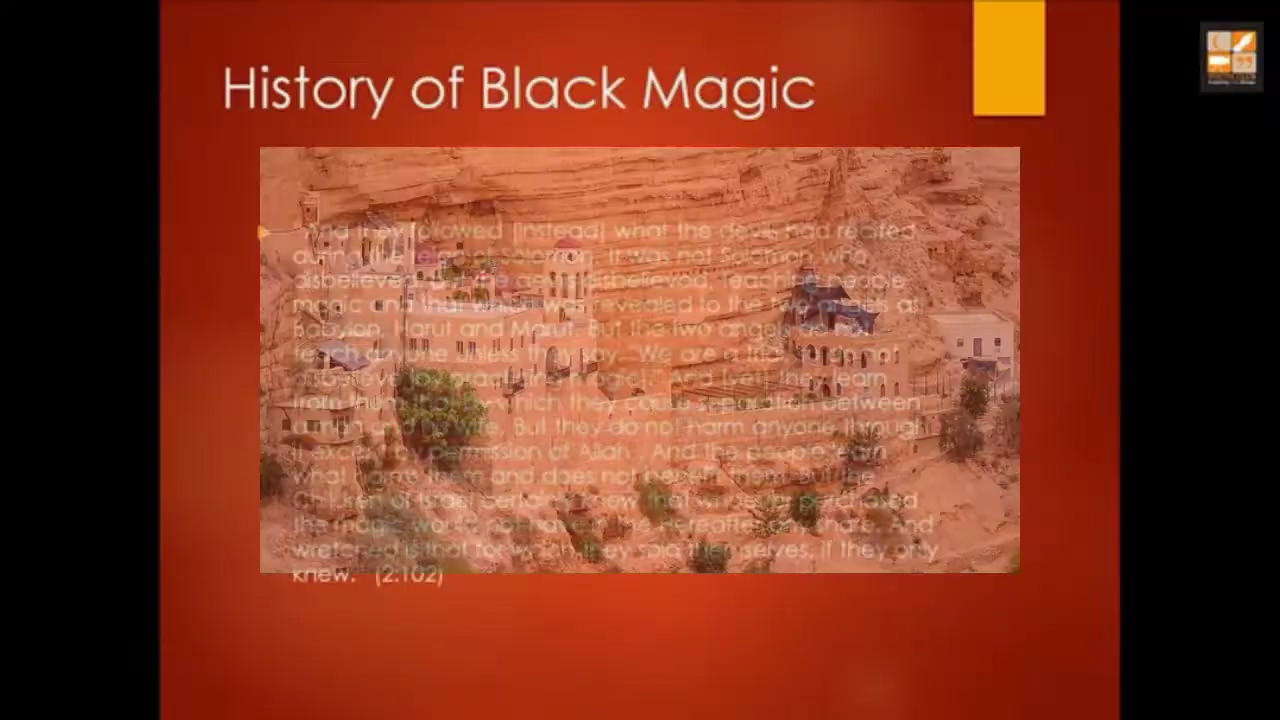 History of Black Magic
And they followed [instead] what the devils had recited
during the reign of Solomon. It was not Solomon who
disbelieved, but the devils disbelieved, teaching people
magic and that which was revealed to the two angels at
Babylon, Harut and Marut. But the two angels do not
teach anyone unless they say, "We are a trial, so do not
disbelieve [by practicing magic]." And [yet] they learn
from them that by which they cause separation between
a man and his wife. But they do not harm anyone through
it except by permission of Allah . And the people learn
what harms them and does not benefit them. But the
Children of Israel certainly knew that whoever purchased
the magic would not have in the Hereafter any share. And
wretched is that for which they sold themselves, if they only
knew. (2:102)